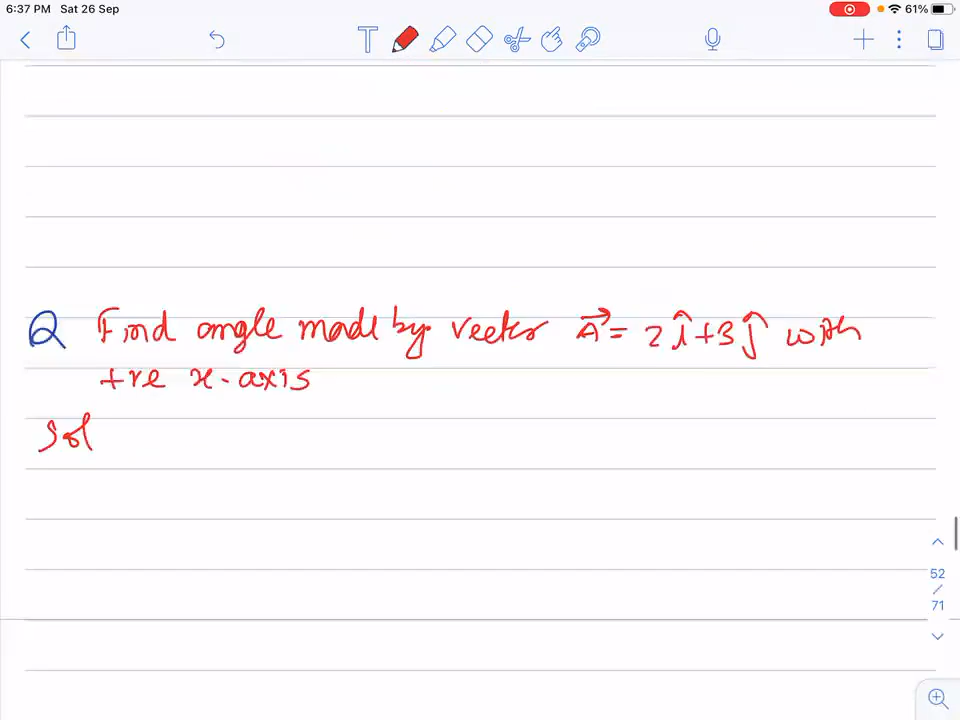 6:37 PM Sat 26 Sep 61%
T
Q Find angle made by vector A⃗ = 2î+3ĵ with
+ve x-axis
Sol
52
/
71